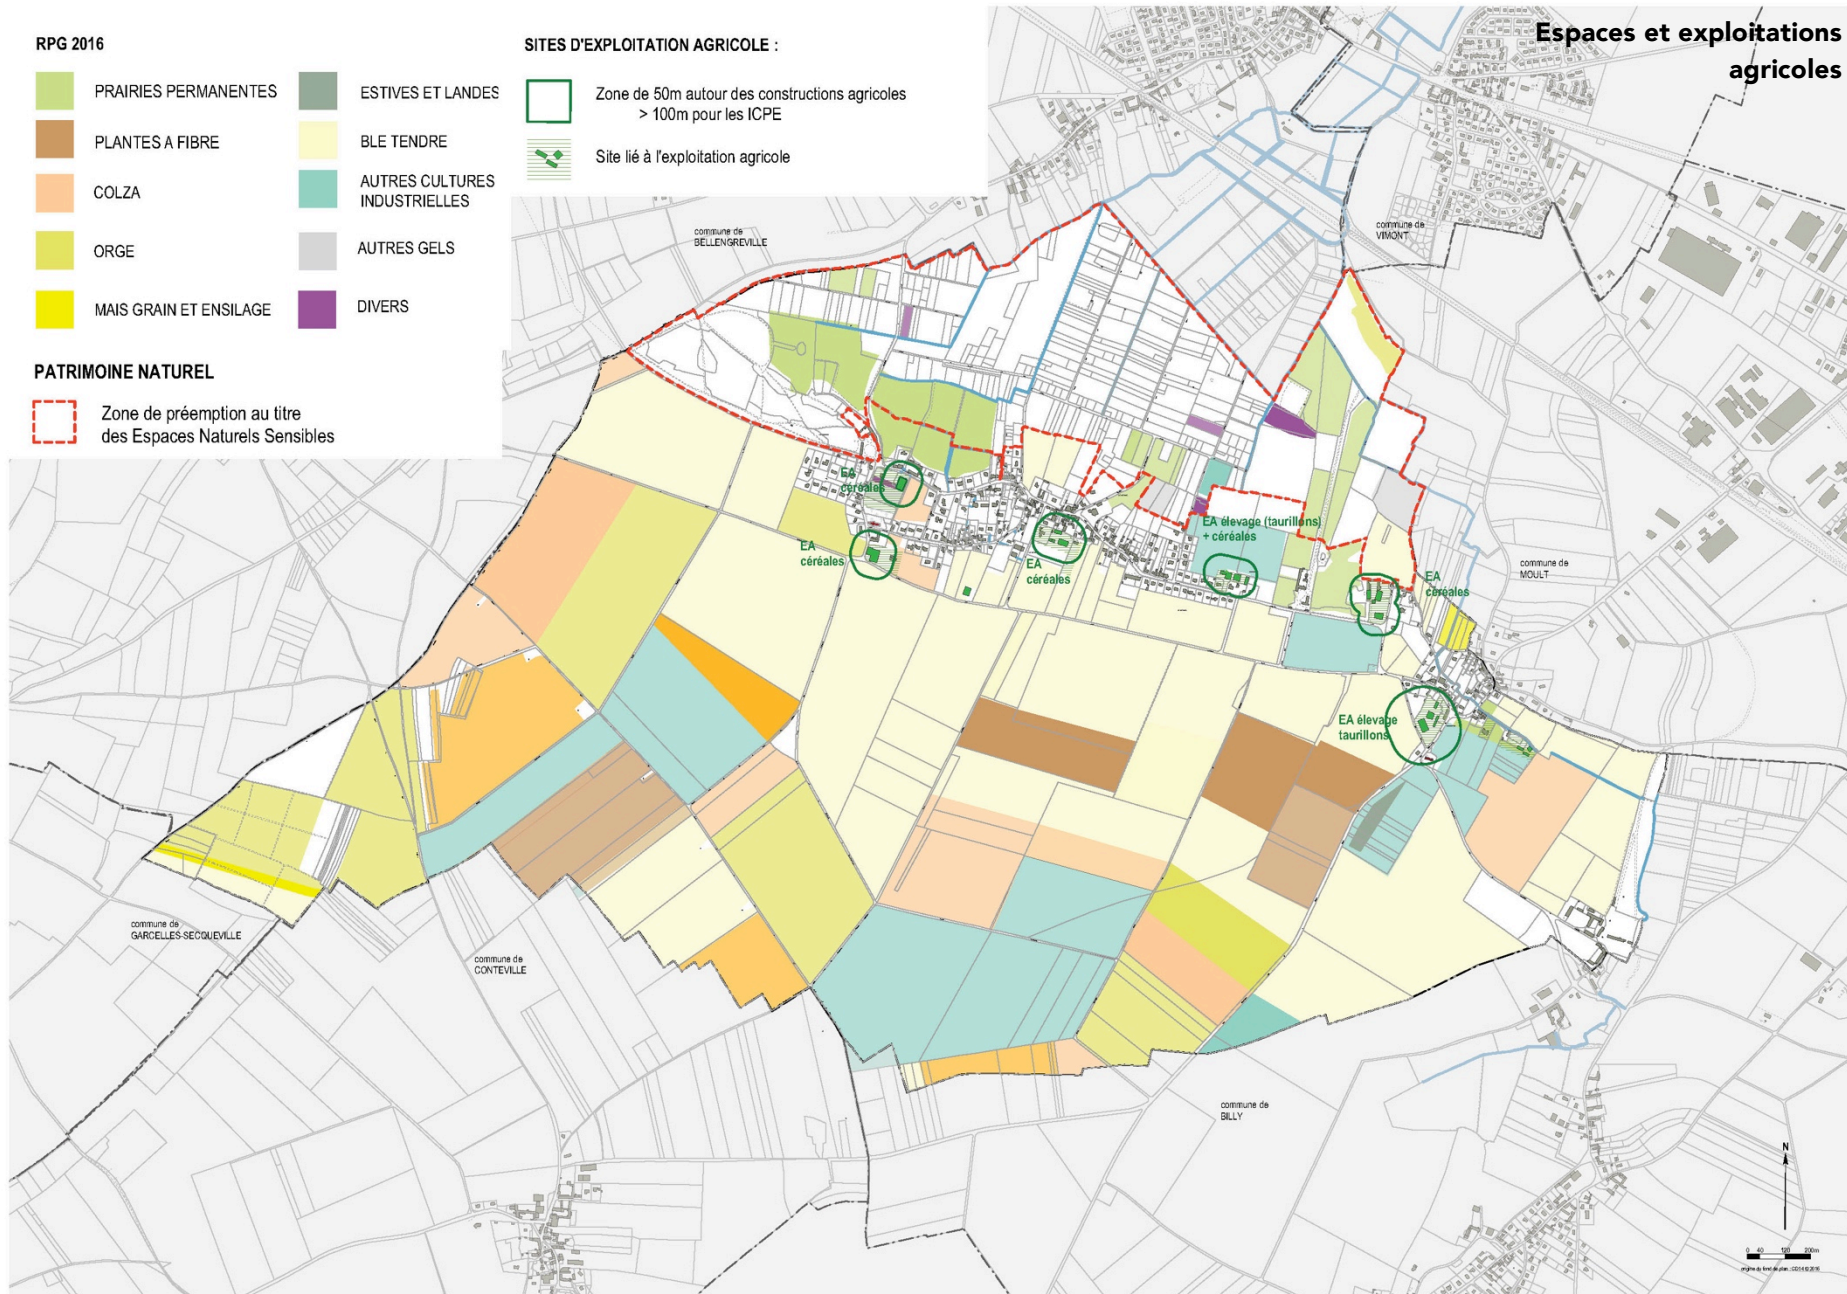 Espaces et exploitations
agricoles
RPG 2016
PRAIRIES PERMANENTES
PLANTES A FIBRE
COLZA
ORGE
MAIS GRAIN ET ENSILAGE
ESTIVES ET LANDES
BLE TENDRE
AUTRES CULTURES
INDUSTRIELLES
AUTRES GELS
DIVERS
SITES D'EXPLOITATION AGRICOLE :
Zone de 50m autour des constructions agricoles
> 100m pour les ICPE
Site lié à l'exploitation agricole
PATRIMOINE NATUREL
Zone de préemption au titre
des Espaces Naturels Sensibles
commune de
BELLENGREVILLE
commune de
VIMONT
EA
céréales
EA
céréales
EA
céréales
EA élevage (taurillons)
+ céréales
EA
céréales
commune de
MOULT
EA élevage
taurillons
commune de
GARCELLES-SECQUEVILLE
commune de
CONTEVILLE
commune de
BILLY
N
0 40 120 200m